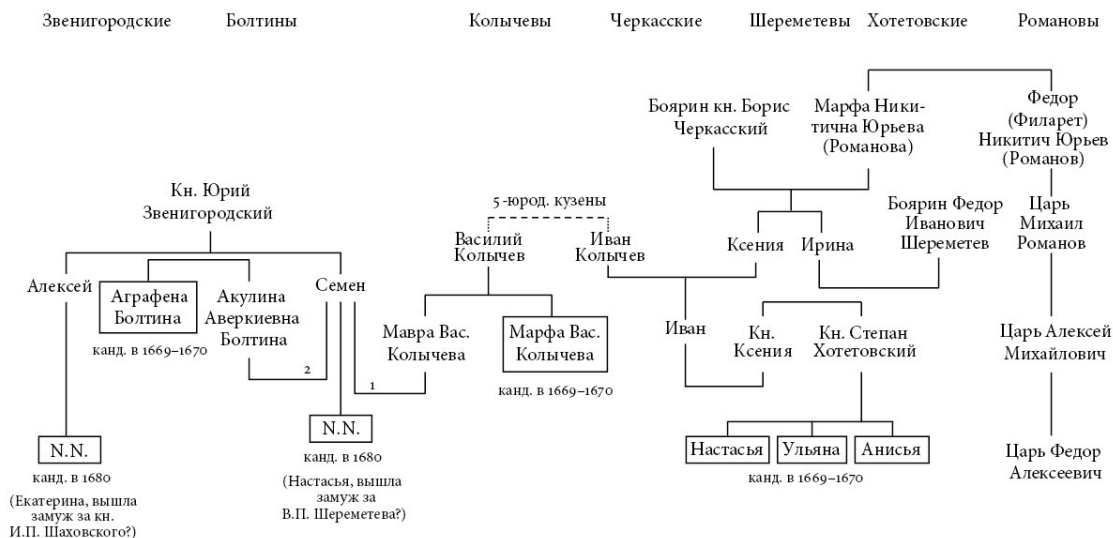 Звенигородские
Болтины
Колычевы
Черкасские
Шереметевы
Хотетовские
Романовы
Боярин кн. Борис
Черкасский
Марфа Ники-
тична Юрьева
(Романова)
Федор
(Филарет)
Никитич Юрьев
(Романов)
Кн. Юрий
Звенигородский
5-юрод. кузены
Василий
Колычев
Иван
Колычев
Ксения
Ирина
Боярин Федор
Иванович
Шереметев
Царь
Михаил
Романов
Алексей
Аграфена
Болтина
канд. в 1669–1670
Акулина
Аверкиевна
Болтина
Семен
2
1
Мавра Вас.
Колычева
Марфа Вас.
Колычева
канд. в 1669–1670
Иван
Кн.
Ксения
Кн. Степан
Хотетовский
Царь Алексей
Михайлович
N.N.
канд. в 1680
(Екатерина, вышла
замуж за кн.
И.П. Шаховского?)
N.N.
канд. в 1680
(Настасья, вышла
замуж за
В.П. Шереметева?)
Настасья
Ульяна
Анисья
канд. в 1669–1670
Царь Федор
Алексеевич